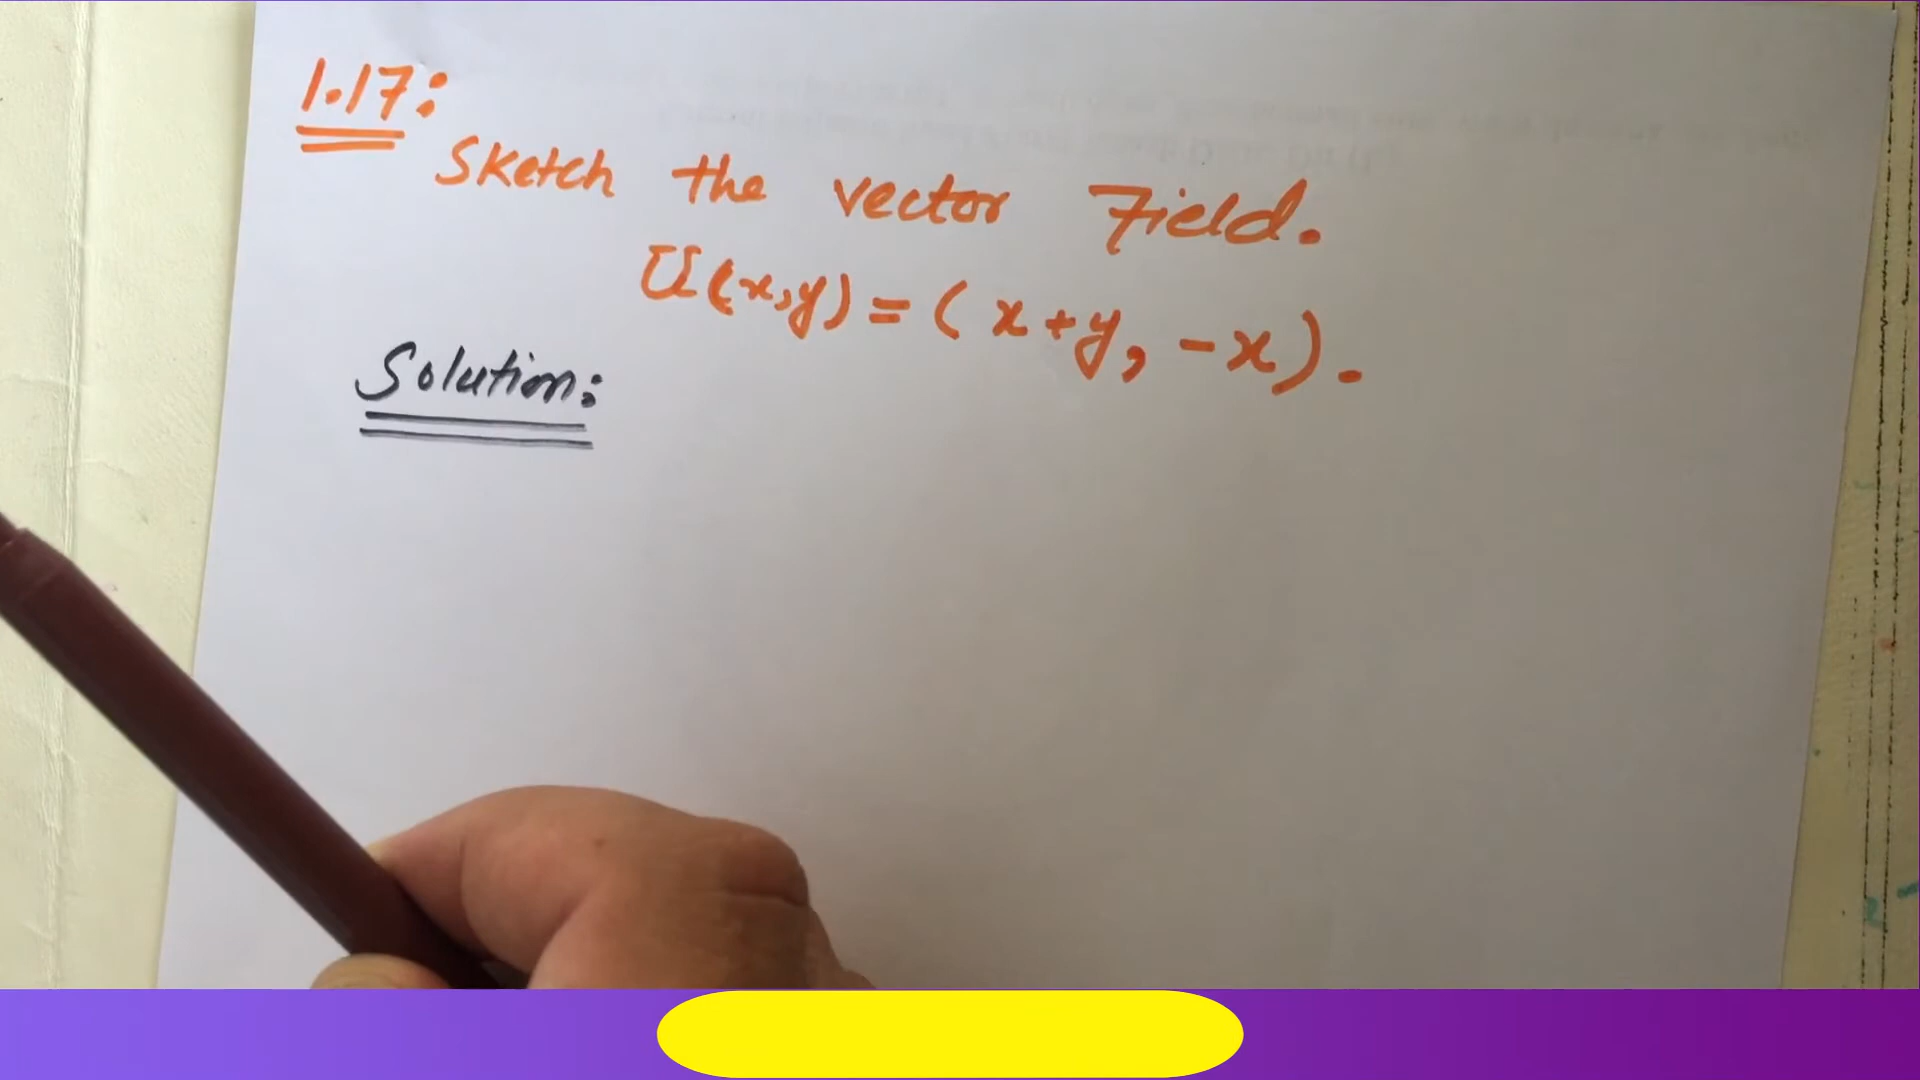 1.17:
Sketch the vector Field.
U(x,y) = (x+y, -x).
Solution: